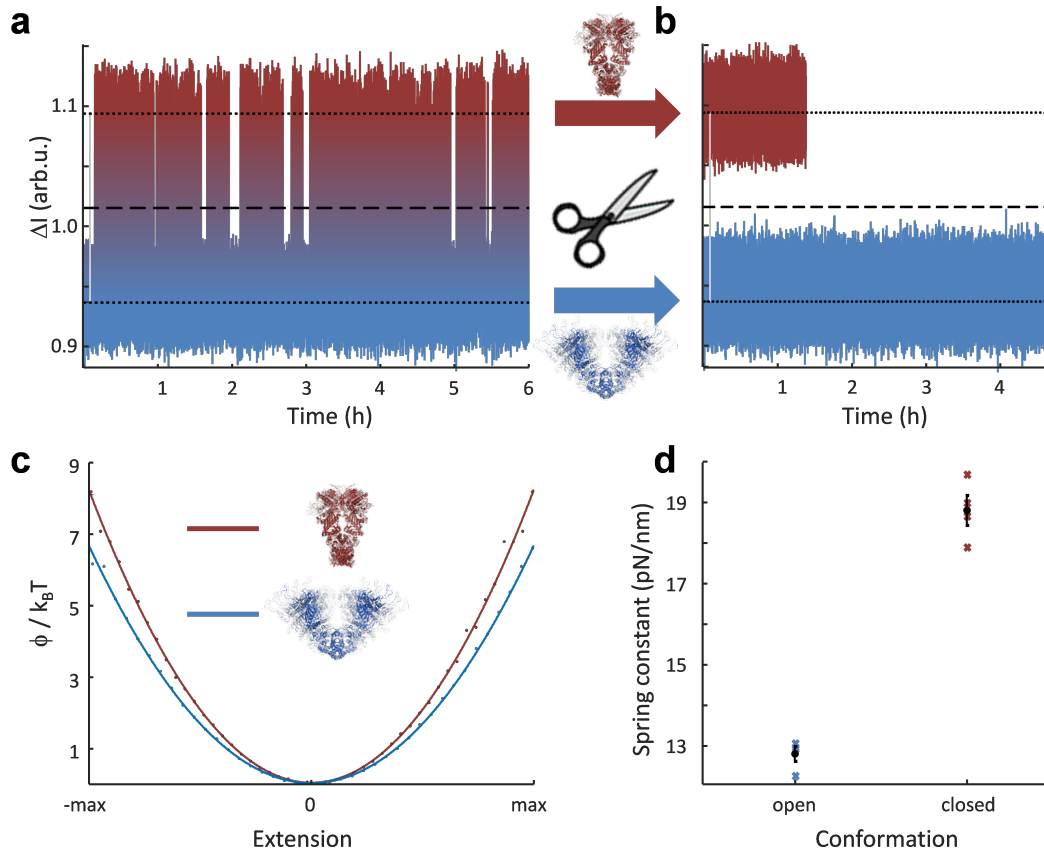 a
ΔI (arb.u.)
1.1
1.0
0.9
1 2 3 4 5 6
Time (h)
b
1 2 3 4
Time (h)
c
ϕ / kBT
9
7
5
3
1
-max 0 max
Extension
d
Spring constant (pN/nm)
19
17
15
13
open closed
Conformation